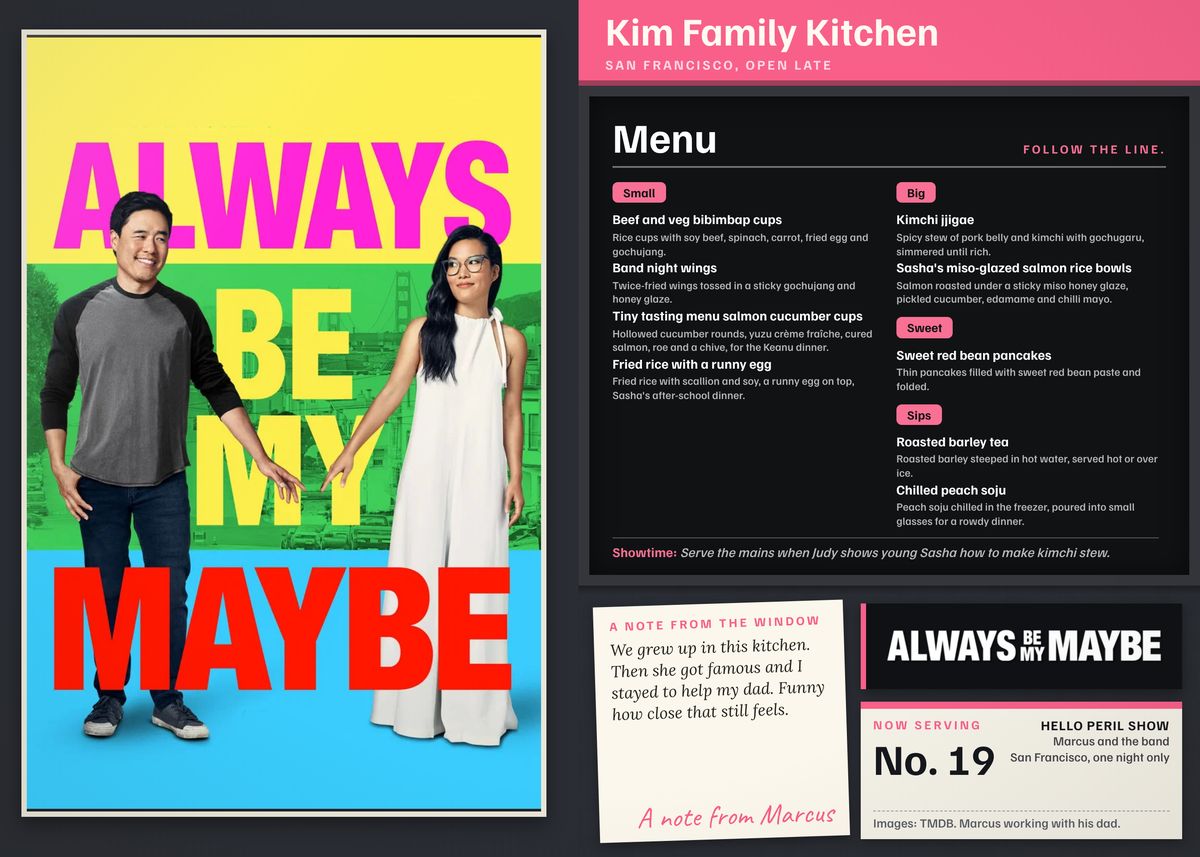 ALWAYS
BE
MY
MAYBE
Kim Family Kitchen
SAN FRANCISCO, OPEN LATE
Menu
FOLLOW THE LINE.
Small
Beef and veg bibimbap cups
Rice cups with soy beef, spinach, carrot, fried egg and
gochujang.
Band night wings
Twice-fried wings tossed in a sticky gochujang and
honey glaze.
Tiny tasting menu salmon cucumber cups
Hollowed cucumber rounds, yuzu crème fraîche, cured
salmon, roe and a chive, for the Keanu dinner.
Fried rice with a runny egg
Fried rice with scallion and soy, a runny egg on top,
Sasha's after-school dinner.
Big
Kimchi jjigae
Spicy stew of pork belly and kimchi with gochugaru,
simmered until rich.
Sasha's miso-glazed salmon rice bowls
Salmon roasted under a sticky miso honey glaze,
pickled cucumber, edamame and chilli mayo.
Sweet
Sweet red bean pancakes
Thin pancakes filled with sweet red bean paste and
folded.
Sips
Roasted barley tea
Roasted barley steeped in hot water, served hot or over
ice.
Chilled peach soju
Peach soju chilled in the freezer, poured into small
glasses for a rowdy dinner.
Showtime: Serve the mains when Judy shows young Sasha how to make kimchi stew.
A NOTE FROM THE WINDOW
We grew up in this kitchen.
Then she got famous and I
stayed to help my dad. Funny
how close that still feels.
A note from Marcus
ALWAYS BE MY MAYBE
NOW SERVING
No. 19
HELLO PERIL SHOW
Marcus and the band
San Francisco, one night only
Images: TMDB. Marcus working with his dad.